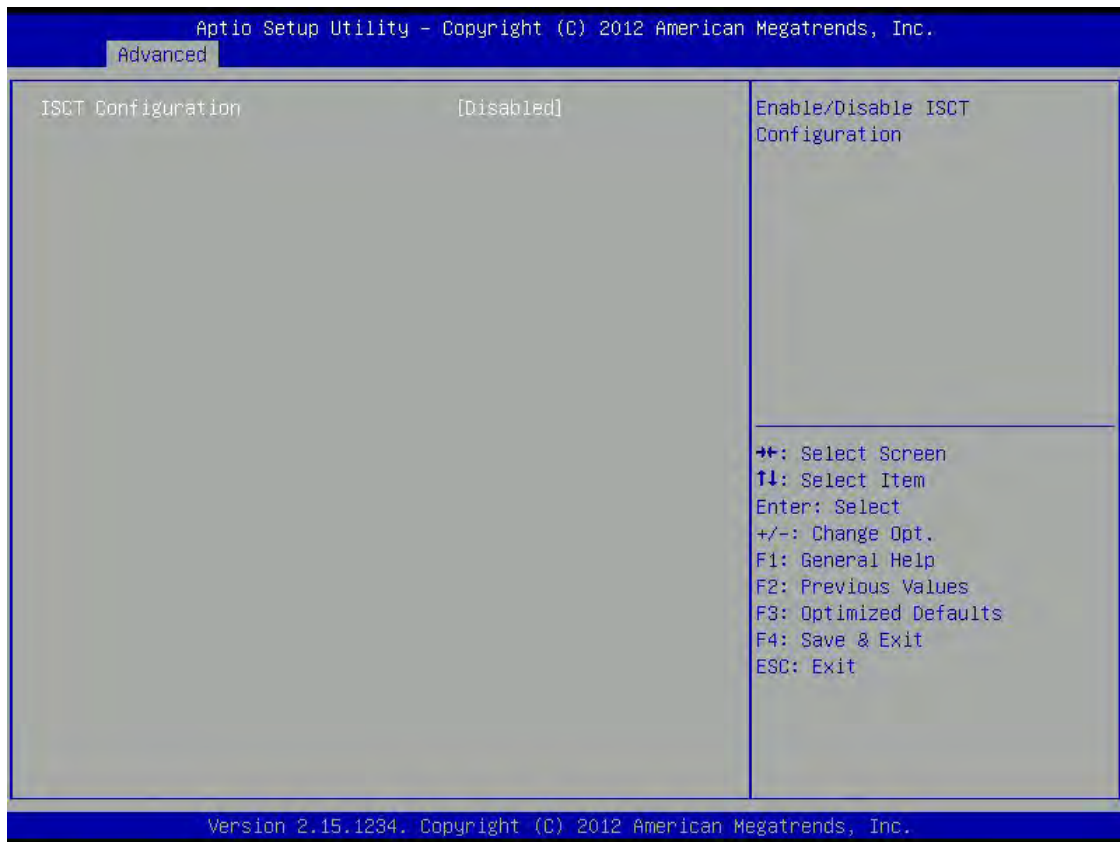 Aptio Setup Utility – Copyright (C) 2012 American Megatrends, Inc.
Advanced
ISCT Configuration [Disabled]
Enable/Disable ISCT
Configuration
→←: Select Screen
↑↓: Select Item
Enter: Select
+/-: Change Opt.
F1: General Help
F2: Previous Values
F3: Optimized Defaults
F4: Save & Exit
ESC: Exit
Version 2.15.1234. Copyright (C) 2012 American Megatrends, Inc.